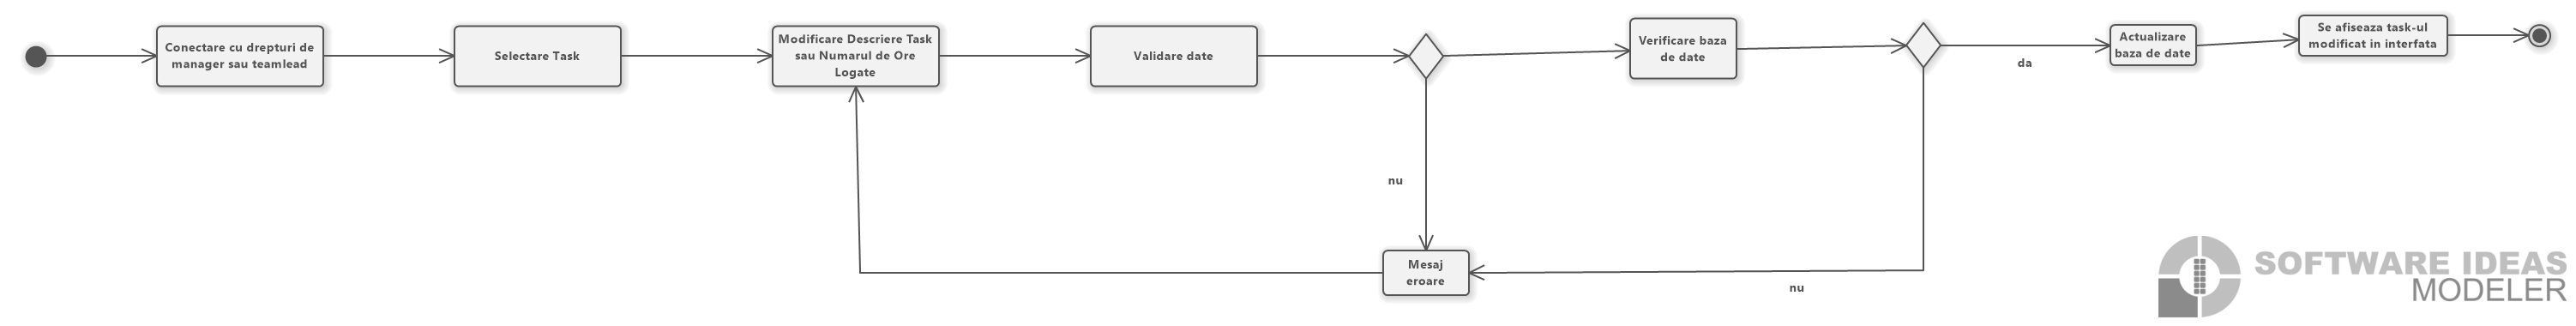 Conectare cu drepturi de
manager sau teamlead
Selectare Task
Modificare Descriere Task
sau Numarul de Ore
Logate
Validare date
Verificare baza
de date
da
Actualizare
baza de date
Se afiseaza task-ul
modificat in interfata
nu
Mesaj
eroare
nu
SOFTWARE IDEAS
MODELER